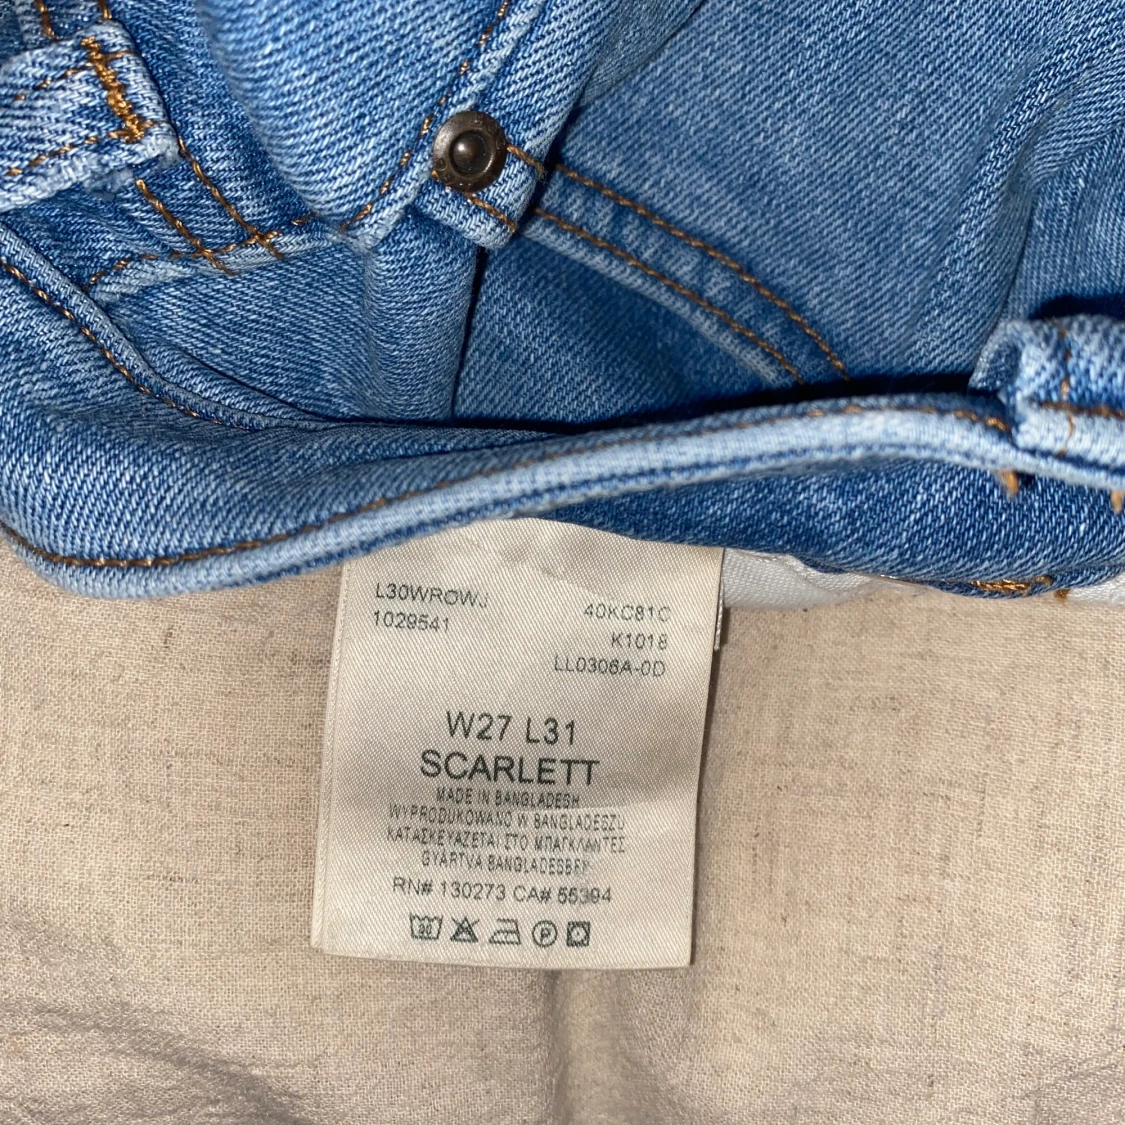 L30WROWJ
1029541
40KC81C
K1018
LL0306A-0D
W27 L31
SCARLETT
MADE IN BANGLADESH
WYPRODUKOWANO W BANGLADESZU
ΚΑΤΑΣΚΕΥΑΖΕΤΑΙ ΣΤΟ ΜΠΑΓΚΛΑΝΤΕΣ
GYÁRTVA BANGLADESBEN
RN# 130273 CA# 55394
30
P